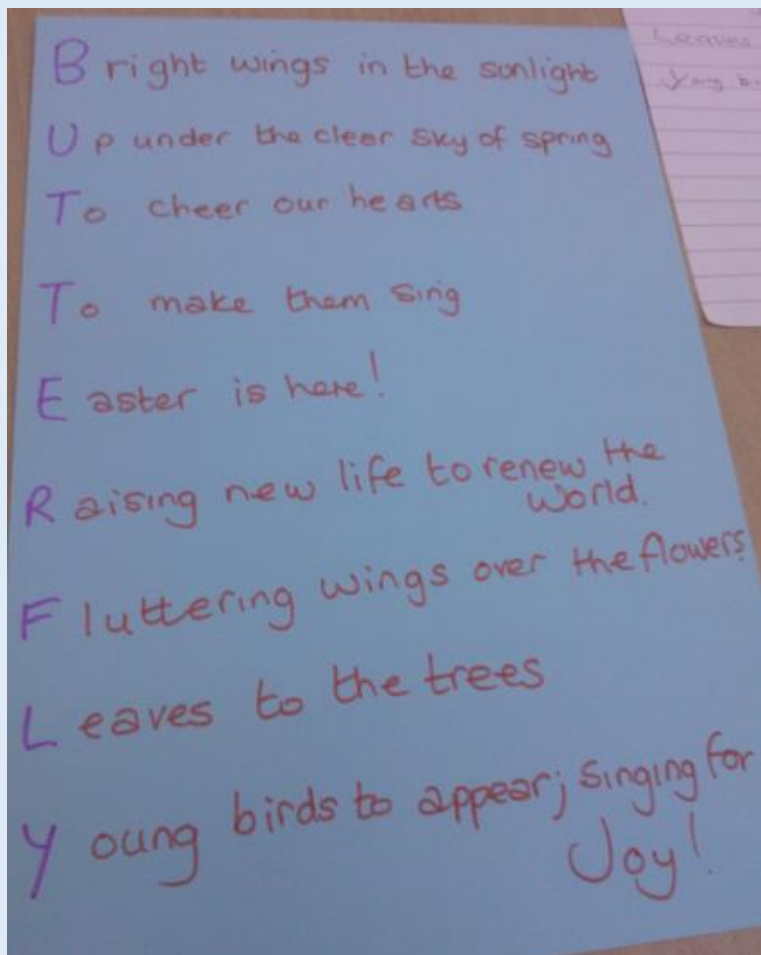 Bright wings in the sunlight
Up under the clear sky of spring
To cheer our hearts
To make them sing
Easter is here!
Raising new life to renew the
world.
Fluttering wings over the flowers
Leaves to the trees
Young birds to appear; singing for
Joy!
Leaves
Young